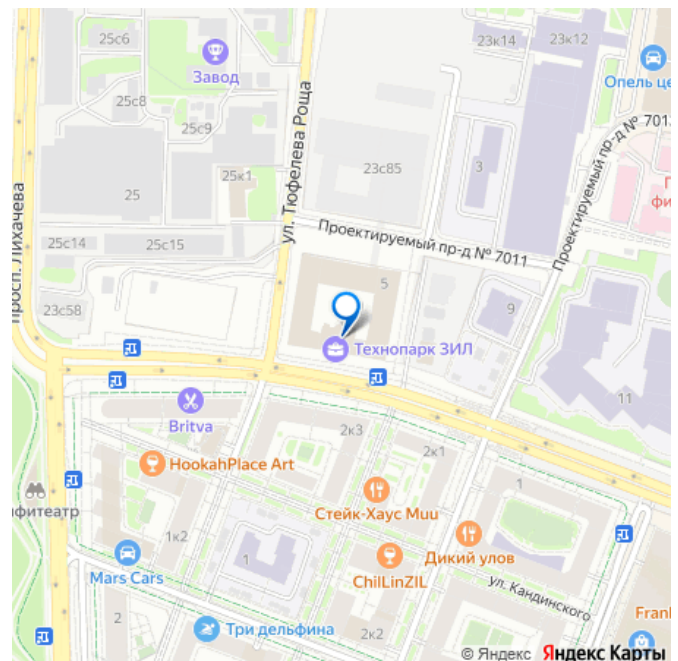 25с6
Завод
23к14
23к12
Опель це
25с8
25с9
ул. Тюфелева Роща
Проектируемый пр-д № 701
23с85
3
25к1
25
фи
просп. Лихачева
25с14
25с15
Проектируемый пр-д № 7011
5
9
23с58
Технопарк ЗИЛ
11
Britva
2к3
2к1
HookahPlace Art
1
Стейк-Хаус Muu
фитеатр
1к2
Дикий улов
1
ChilLinZIL
Mars Cars
ул. Кандинского
2
Три дельфина
2к2
Frank
© Яндекс Яндекс Карты